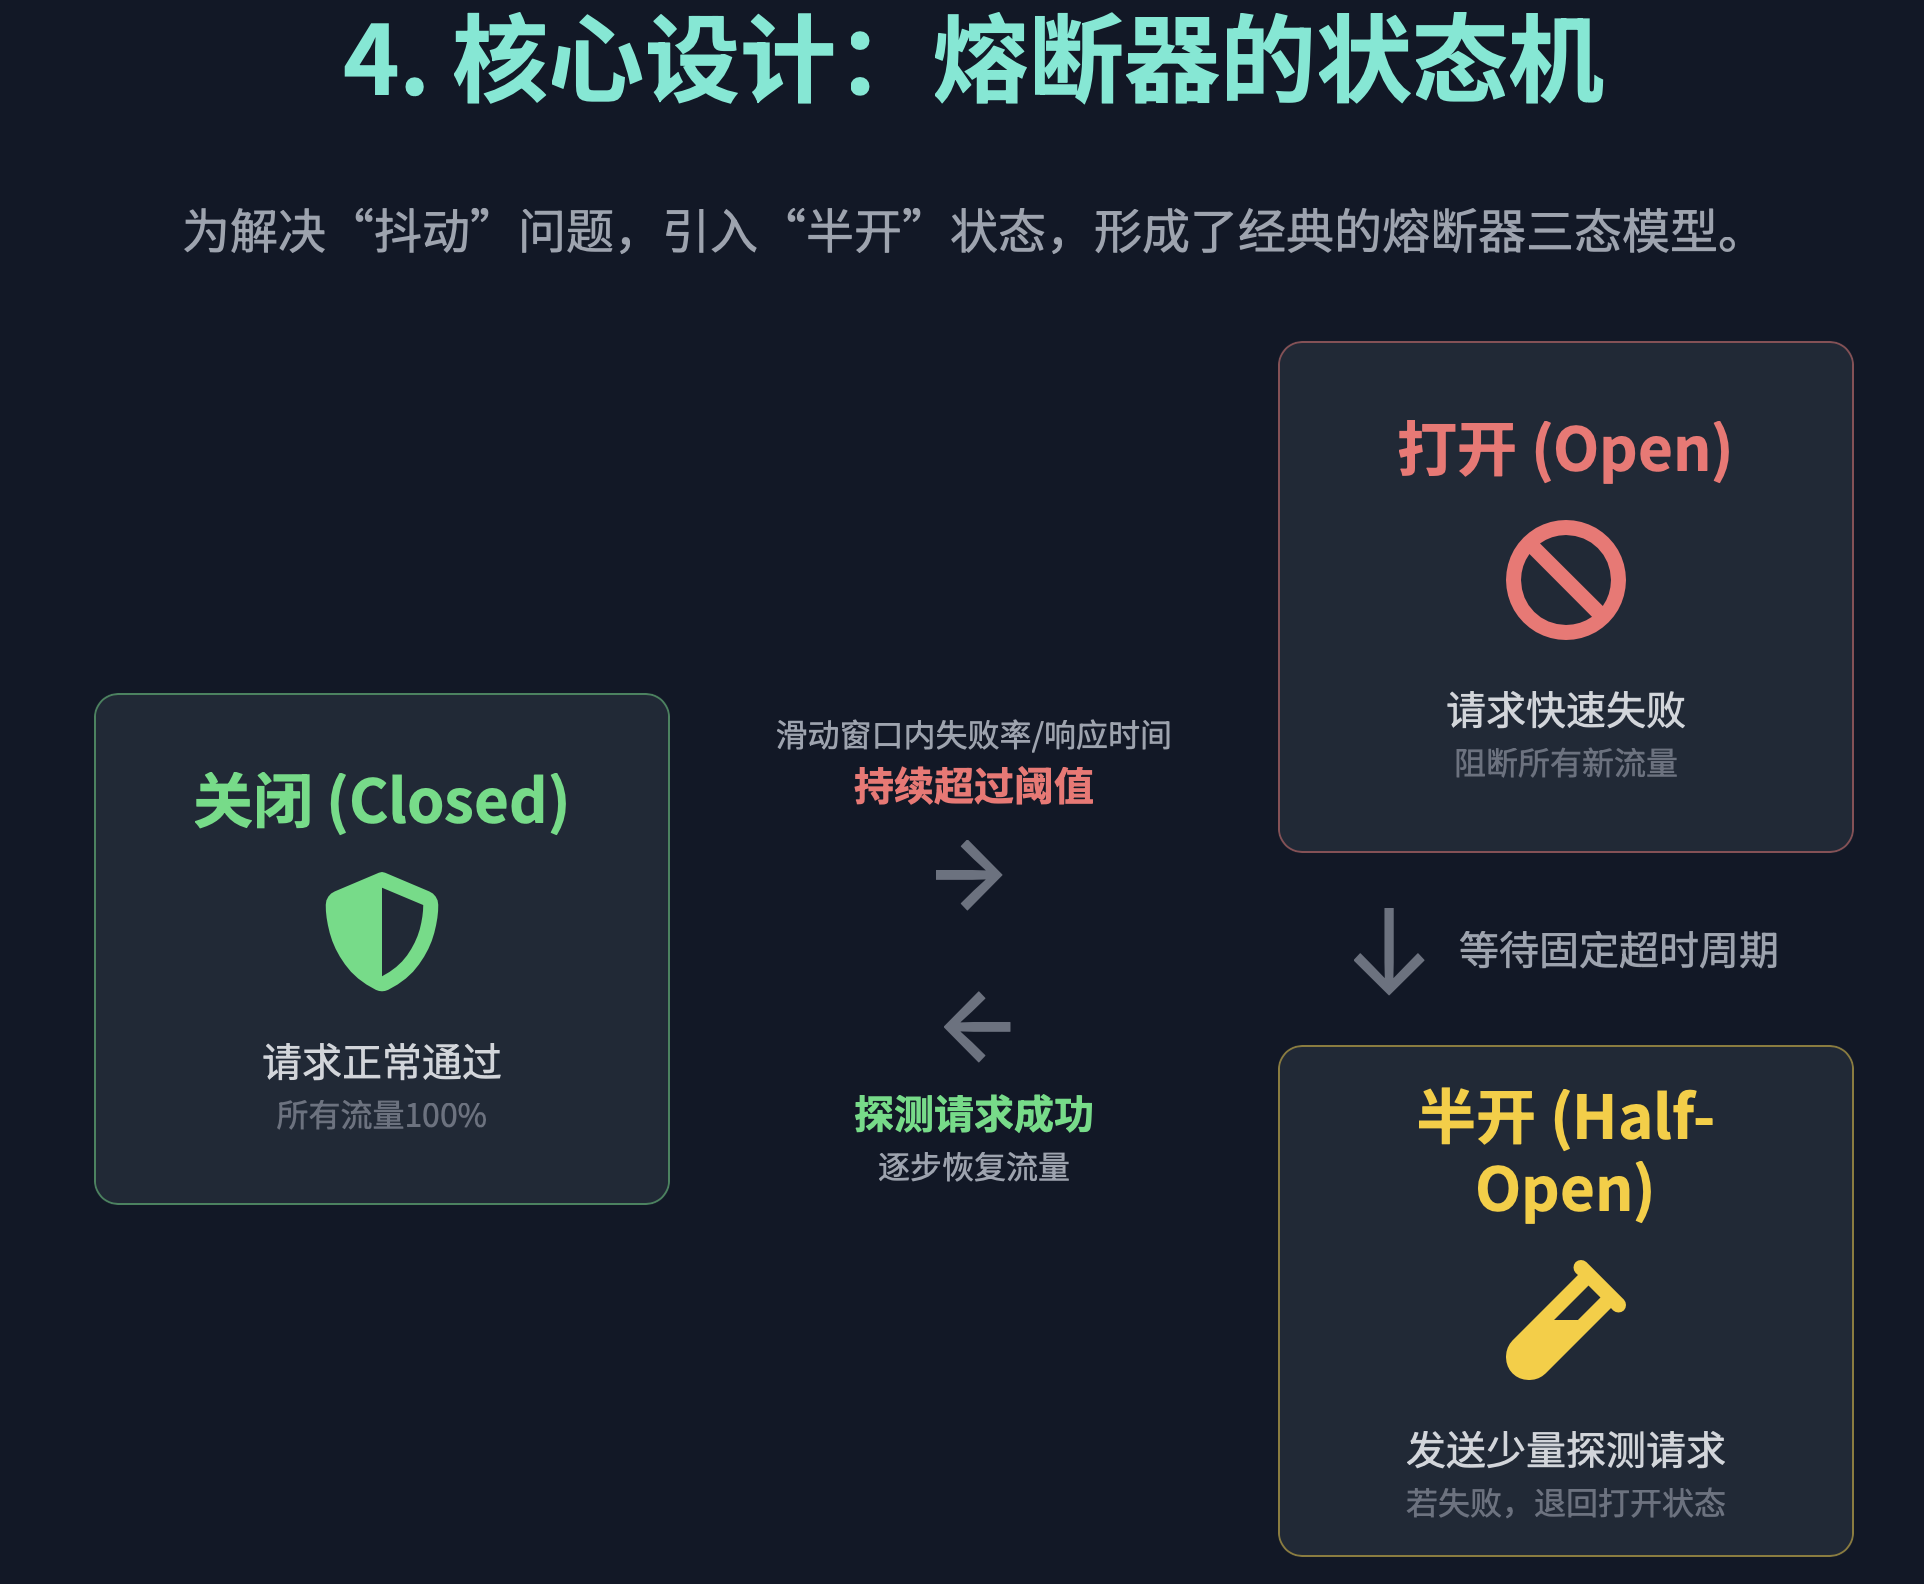 4. 核心设计：熔断器的状态机
为解决“抖动”问题，引入“半开”状态，形成了经典的熔断器三态模型。
关闭 (Closed)
请求正常通过
所有流量100%
滑动窗口内失败率/响应时间
持续超过阈值
探测请求成功
逐步恢复流量
打开 (Open)
请求快速失败
阻断所有新流量
等待固定超时周期
半开 (Half-
Open)
发送少量探测请求
若失败，退回打开状态